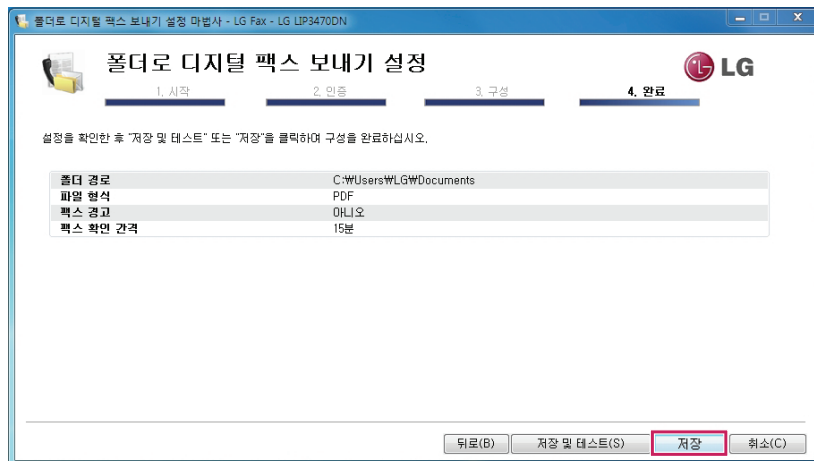 폴더로 디지털 팩스 보내기 설정 마법사 - LG Fax - LG LIP3470DN
폴더로 디지털 팩스 보내기 설정
LG
1. 시작 2. 인증 3. 구성 4. 완료
설정을 확인한 후 "저장 및 테스트" 또는 "저장"을 클릭하여 구성을 완료하십시오.
폴더 경로 C:₩Users₩LG₩Documents
파일 형식 PDF
팩스 경고 아니오
팩스 확인 간격 15분
뒤로(B) 저장 및 테스트(S) 저장 취소(C)